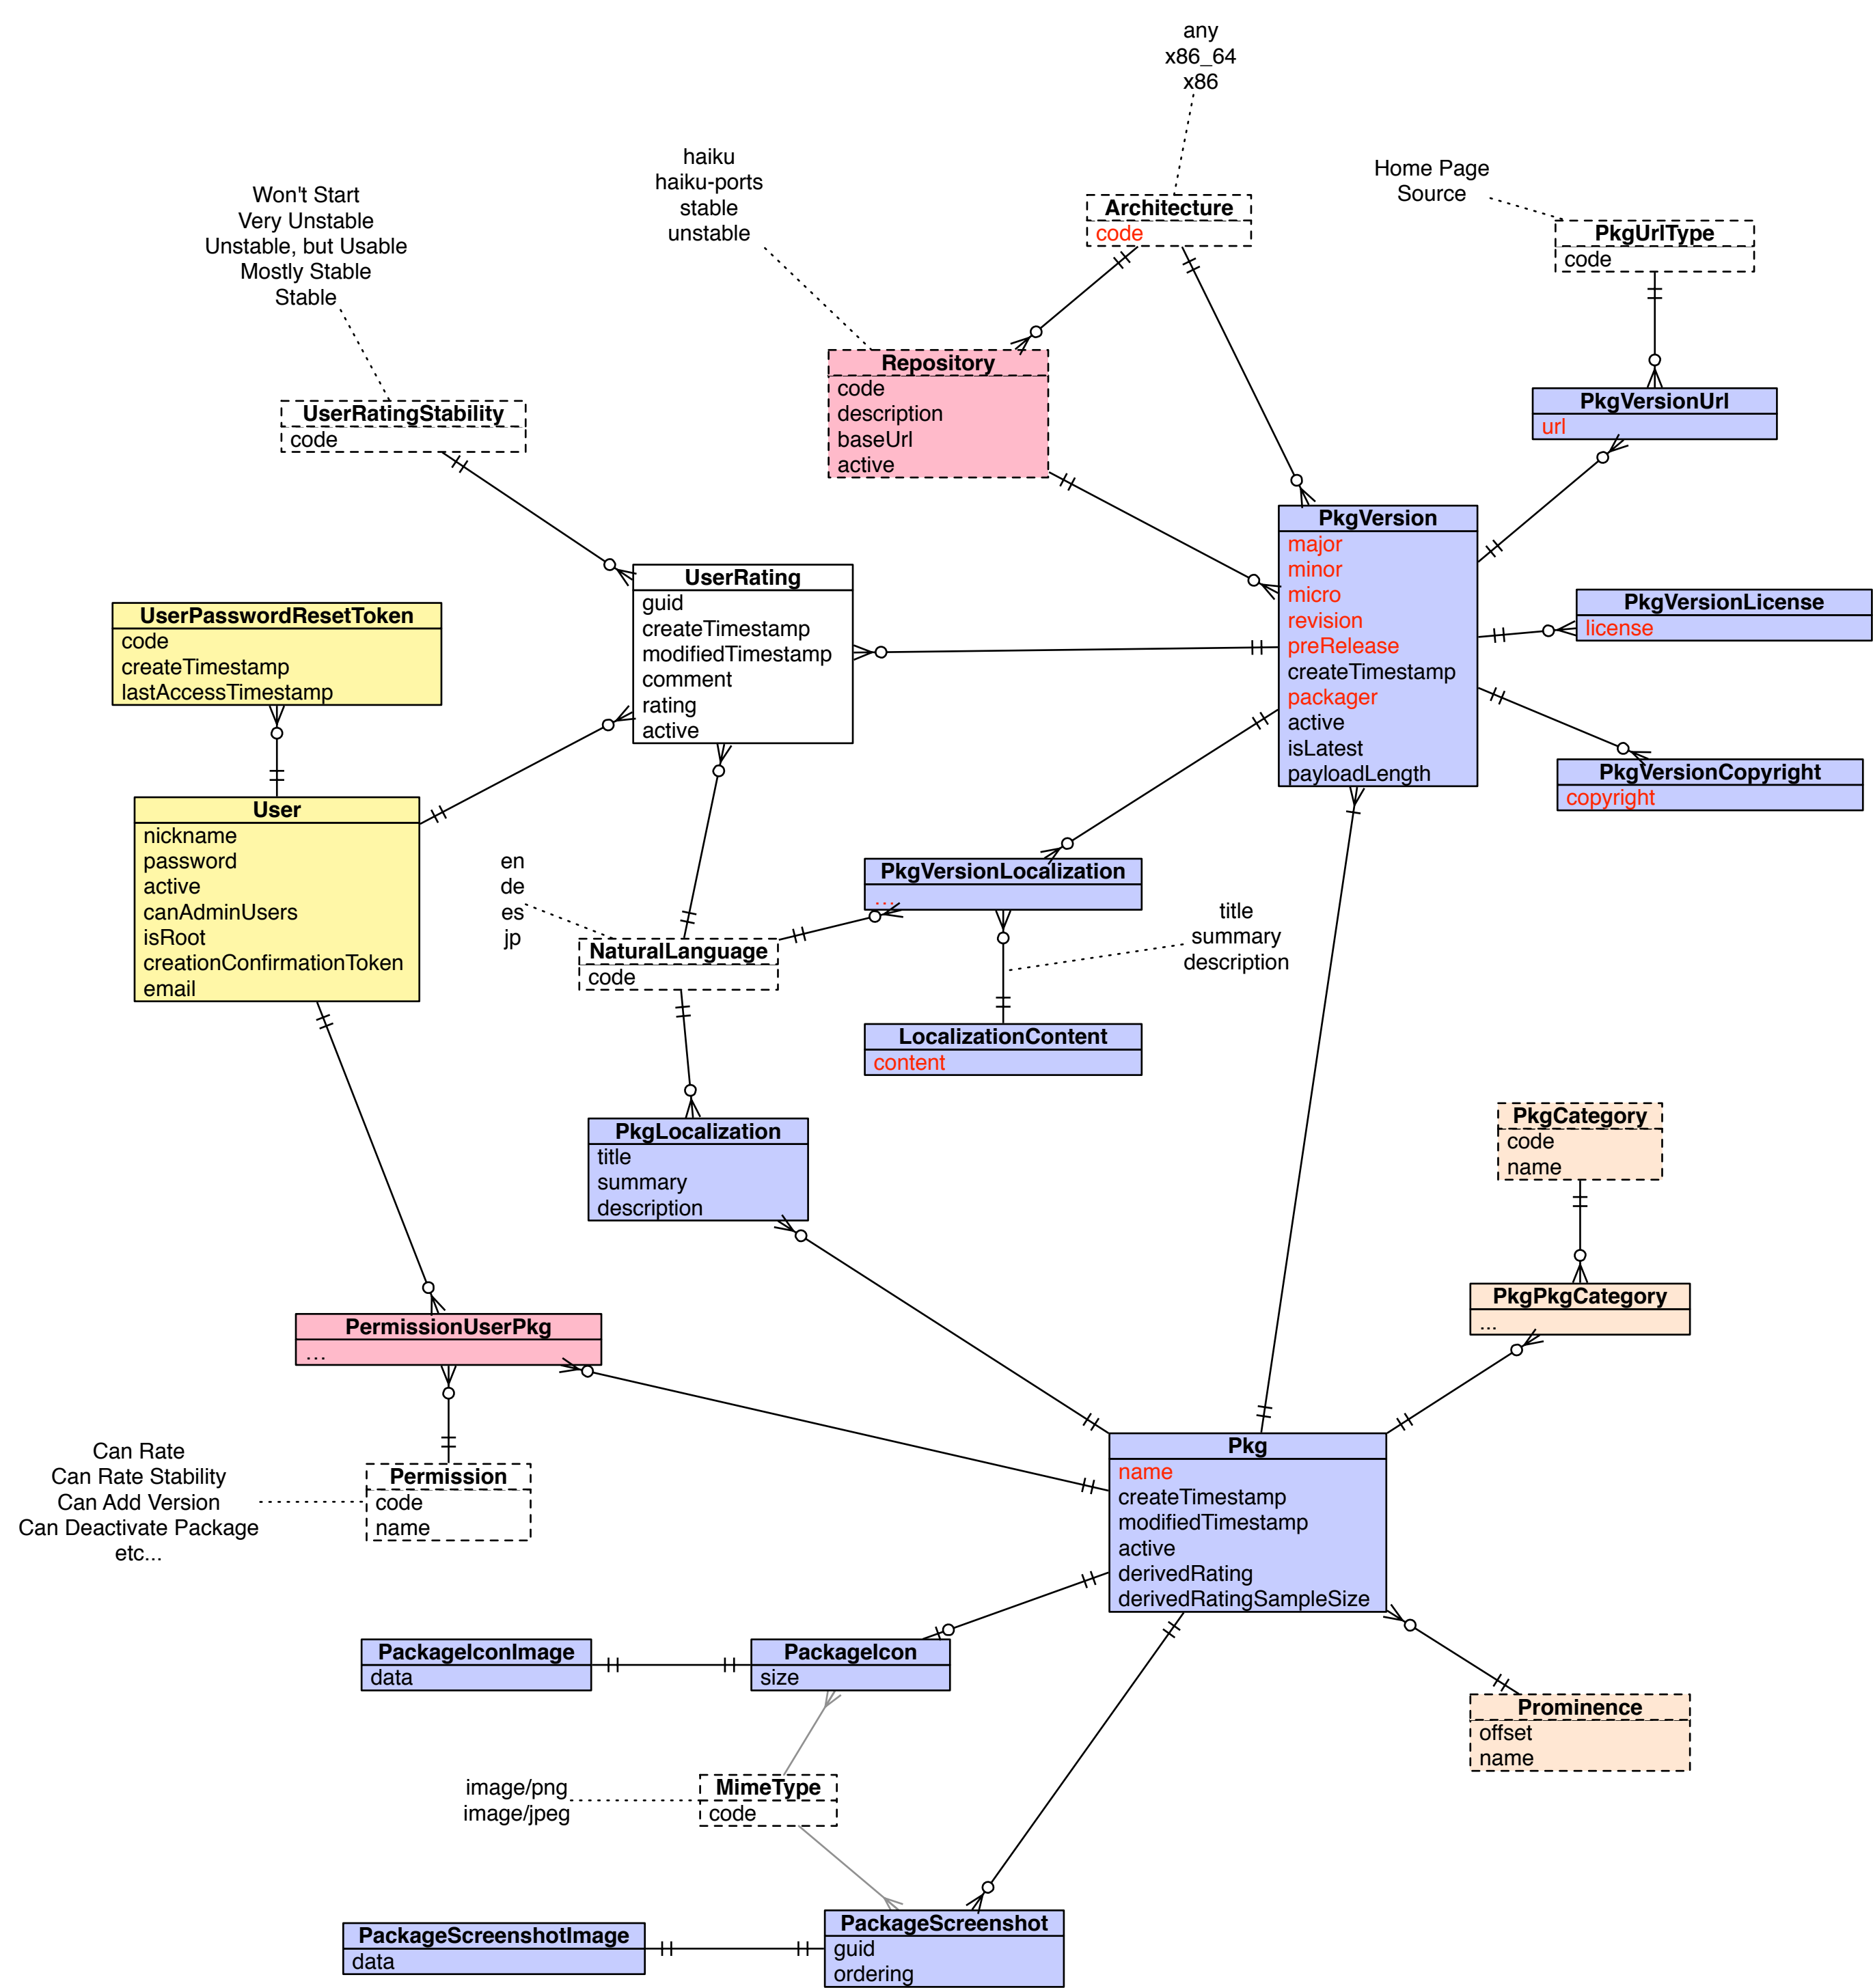 any
x86_64
x86
haiku
haiku-ports
stable
unstable
Home Page
Source
Won't Start
Very Unstable
Unstable, but Usable
Mostly Stable
Stable
Architecture
code
PkgUrlType
code
Repository
code
description
baseUrl
active
PkgVersionUrl
url
UserRatingStability
code
PkgVersion
major
minor
micro
revision
preRelease
createTimestamp
packager
active
isLatest
payloadLength
UserRating
guid
createTimestamp
modifiedTimestamp
comment
rating
active
PkgVersionLicense
license
UserPasswordResetToken
code
createTimestamp
lastAccessTimestamp
PkgVersionCopyright
copyright
User
nickname
password
active
canAdminUsers
isRoot
creationConfirmationToken
email
en
de
es
jp
PkgVersionLocalization
...
title
summary
description
NaturalLanguage
code
LocalizationContent
content
PkgLocalization
title
summary
description
PkgCategory
code
name
PkgPkgCategory
...
PermissionUserPkg
...
Can Rate
Can Rate Stability
Can Add Version
Can Deactivate Package
etc...
Permission
code
name
Pkg
name
createTimestamp
modifiedTimestamp
active
derivedRating
derivedRatingSampleSize
PackageIconImage
data
PackageIcon
size
Prominence
offset
name
image/png
image/jpeg
MimeType
code
PackageScreenshotImage
data
PackageScreenshot
guid
ordering